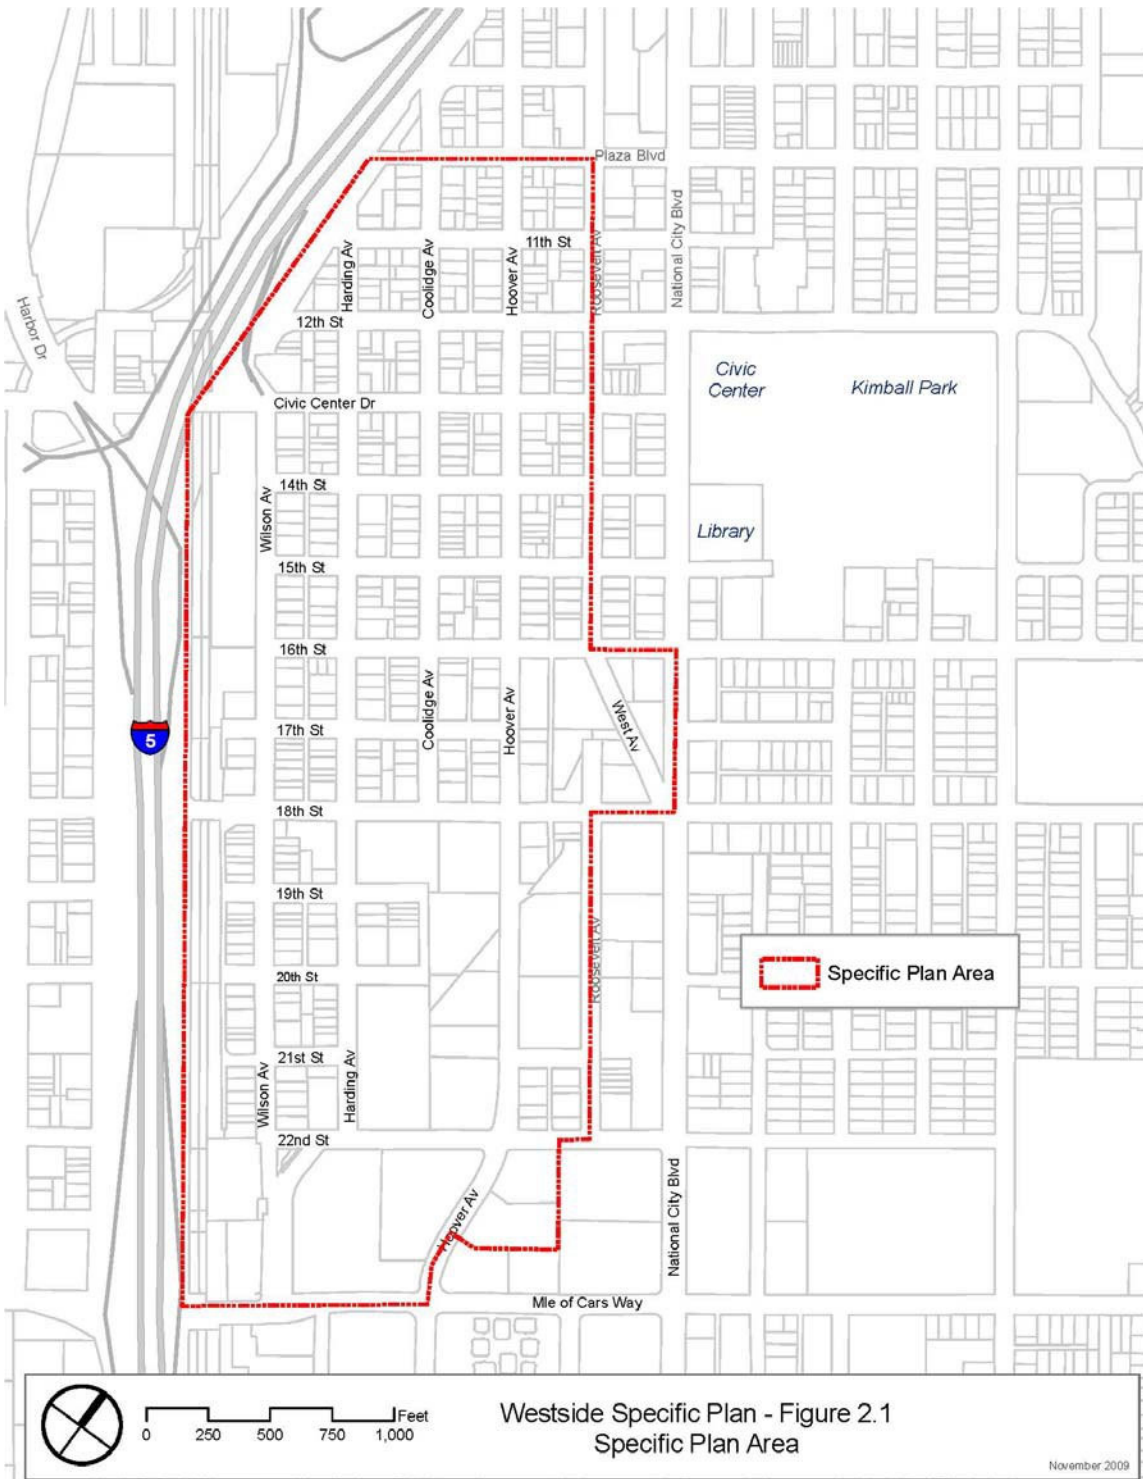 Plaza Blvd
11th St
Harding Av
Coolidge Av
Hoover Av
Roosevelt Av
National City Blvd
Harbor Dr
12th St
Civic
Center
Kimball Park
Civic Center Dr
14th St
Wilson Av
Library
15th St
16th St
Coolidge Av
Hoover Av
West Av
5
17th St
18th St
19th St
Roosevelt Av
Specific Plan Area
20th St
21st St
Wilson Av
Harding Av
22nd St
Hoover Av
National City Blvd
Mle of Cars Way
Feet
0 250 500 750 1,000
Westside Specific Plan - Figure 2.1
Specific Plan Area
November 2009